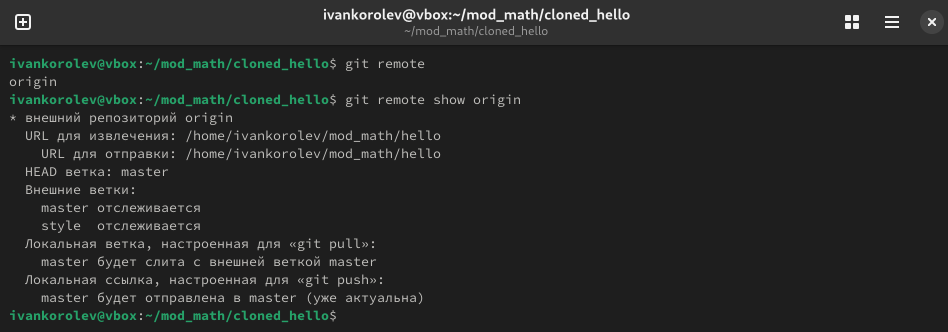 ivankorolev@vbox:~/mod_math/cloned_hello
~/mod_math/cloned_hello
ivankorolev@vbox:~/mod_math/cloned_hello$ git remote
origin
ivankorolev@vbox:~/mod_math/cloned_hello$ git remote show origin
* внешний репозиторий origin
  URL для извлечения: /home/ivankorolev/mod_math/hello
    URL для отправки: /home/ivankorolev/mod_math/hello
  HEAD ветка: master
  Внешние ветки:
    master отслеживается
    style  отслеживается
  Локальная ветка, настроенная для «git pull»:
    master будет слита с внешней веткой master
  Локальная ссылка, настроенная для «git push»:
    master будет отправлена в master (уже актуальна)
ivankorolev@vbox:~/mod_math/cloned_hello$